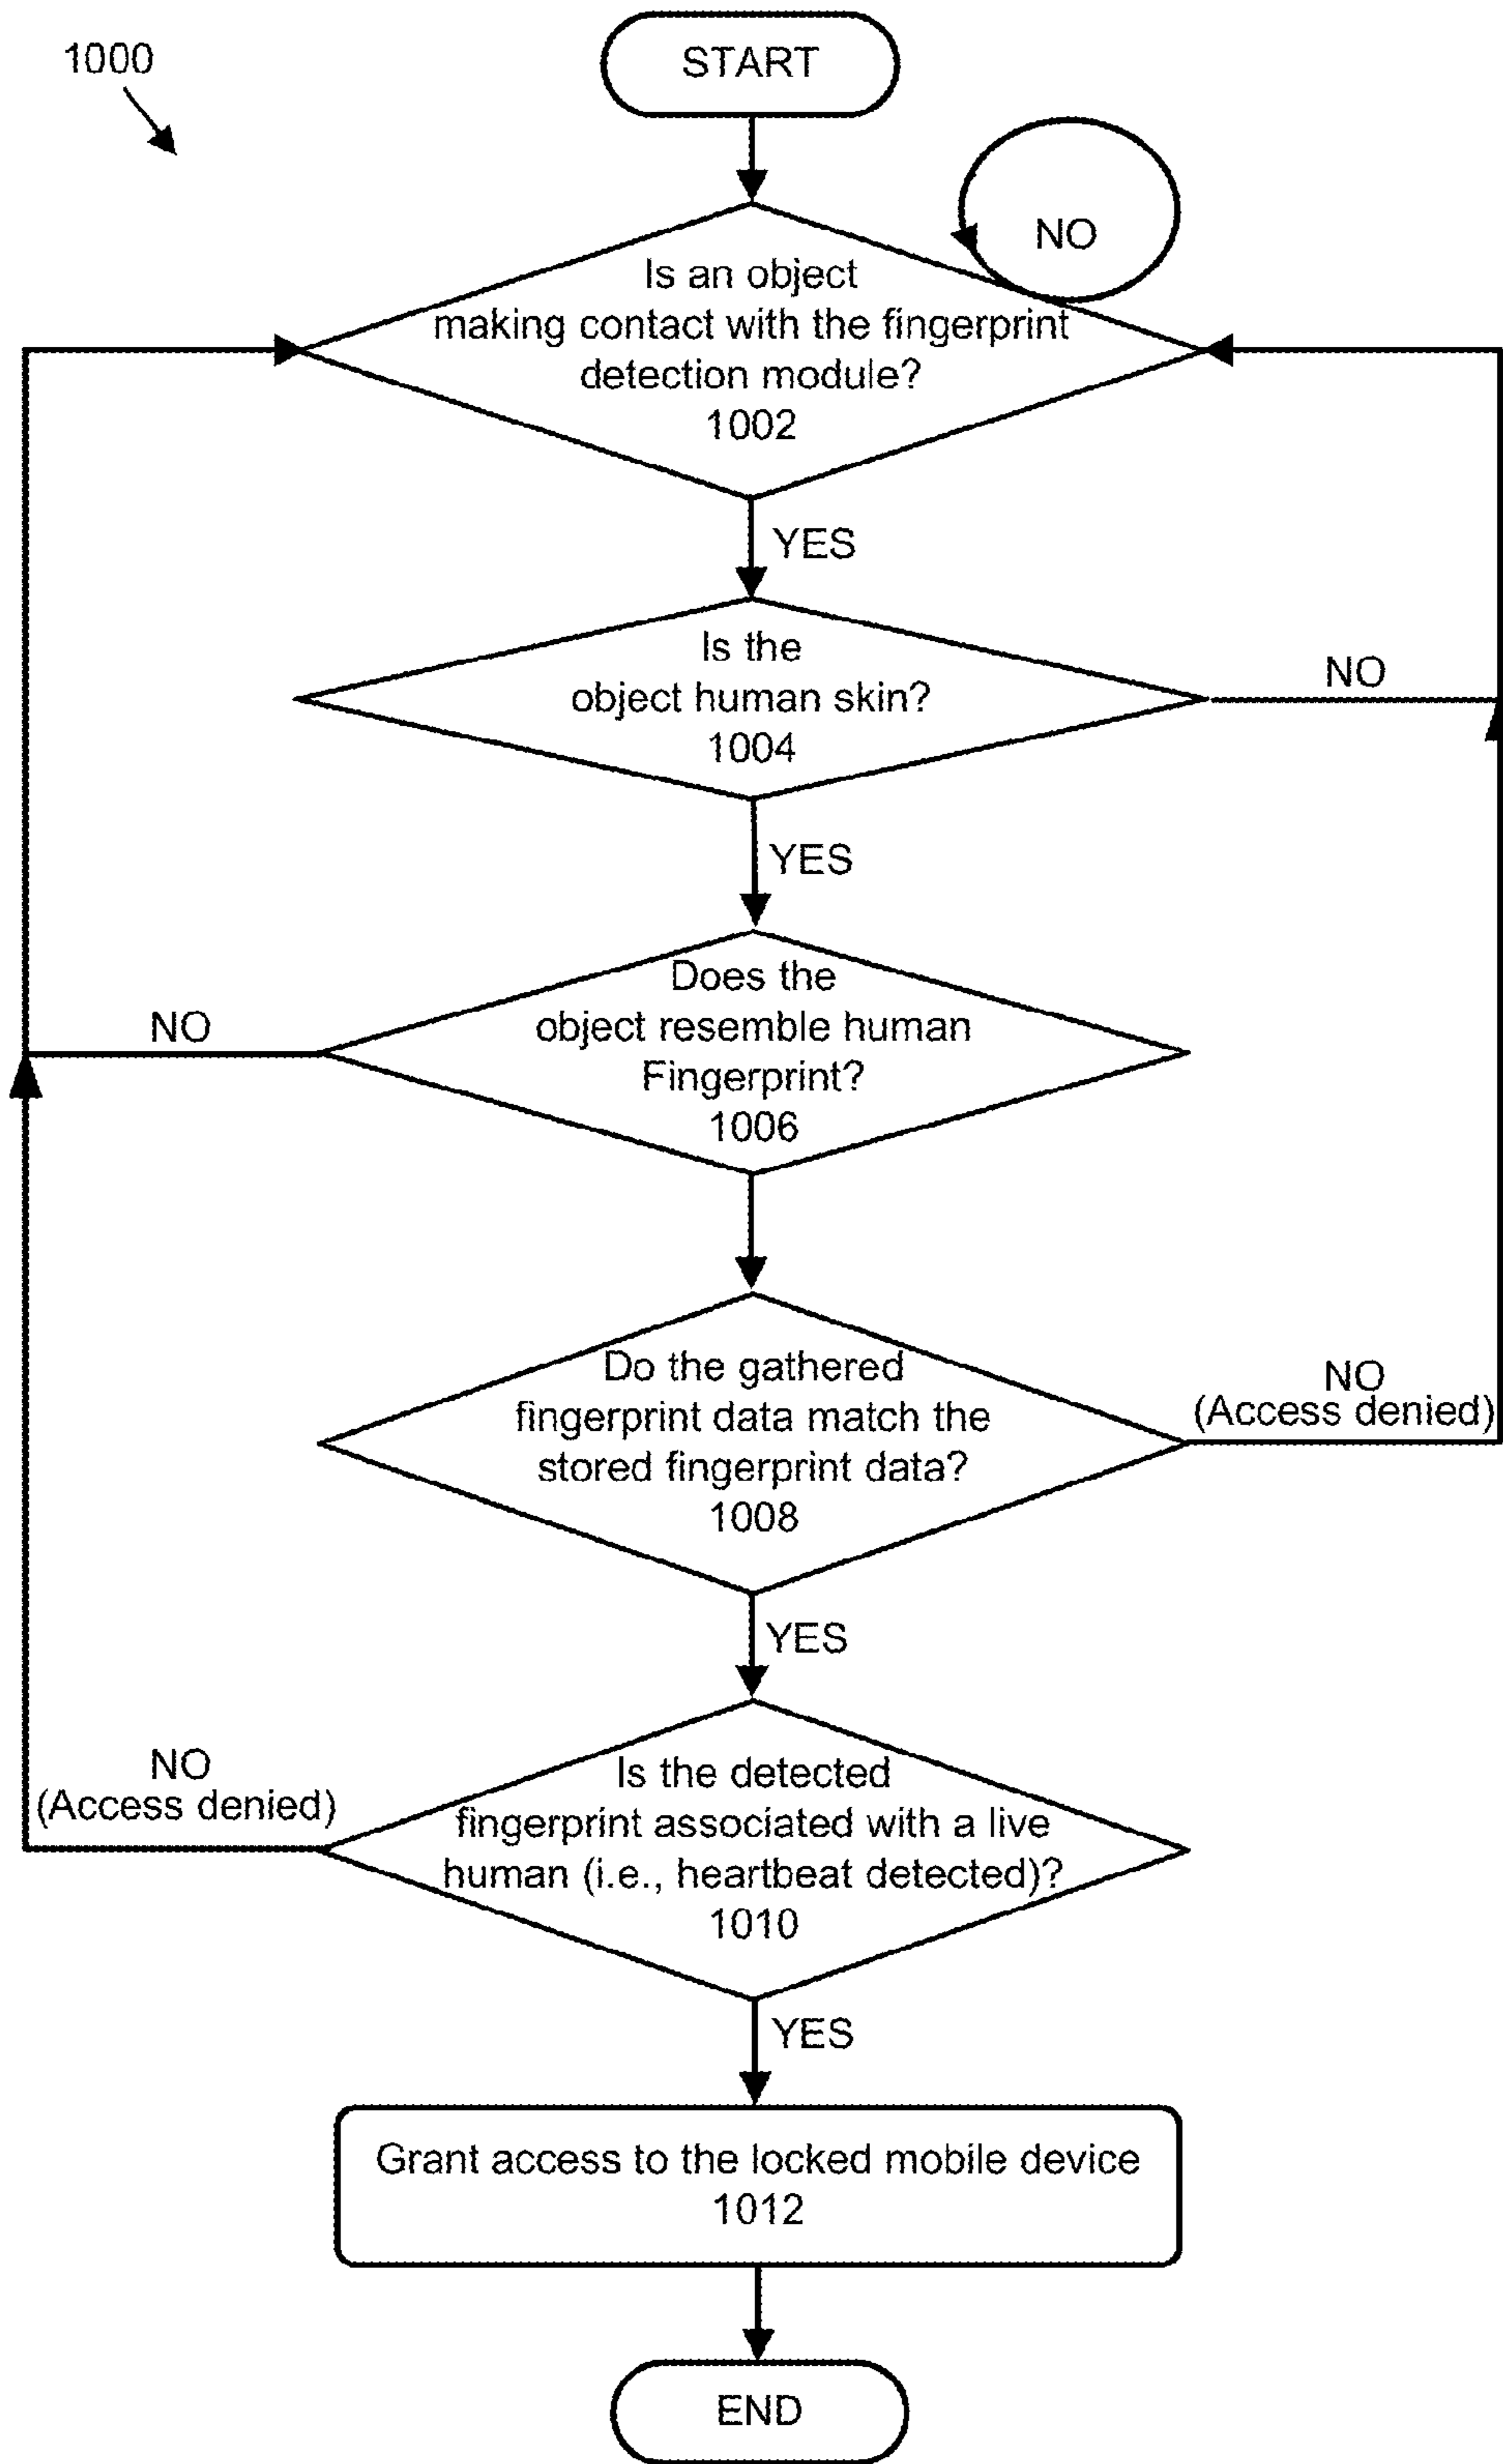 1000
START
NO
Is an object
making contact with the fingerprint
detection module?
1002
YES
Is the
object human skin?
1004
NO
YES
Does the
object resemble human
Fingerprint?
1006
NO
Do the gathered
fingerprint data match the
stored fingerprint data?
1008
NO
(Access denied)
YES
Is the detected
fingerprint associated with a live
human (i.e., heartbeat detected)?
1010
NO
(Access denied)
YES
Grant access to the locked mobile device
1012
END